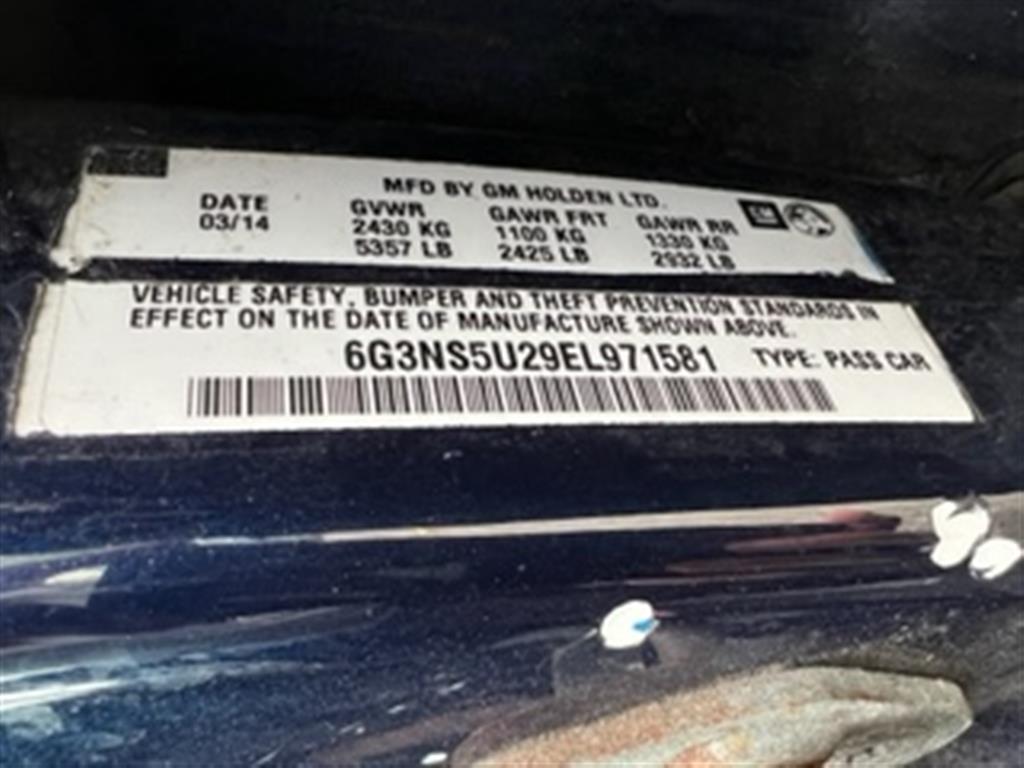 MFD BY GM HOLDEN LTD.
DATE GVWR GAWR FRT GAWR RR
03/14 2430 KG 1100 KG 1330 KG
5357 LB 2425 LB 2932 LB
GM
VEHICLE SAFETY, BUMPER AND THEFT PREVENTION STANDARDS IN
EFFECT ON THE DATE OF MANUFACTURE SHOWN ABOVE.
6G3NS5U29EL971581 TYPE: PASS CAR